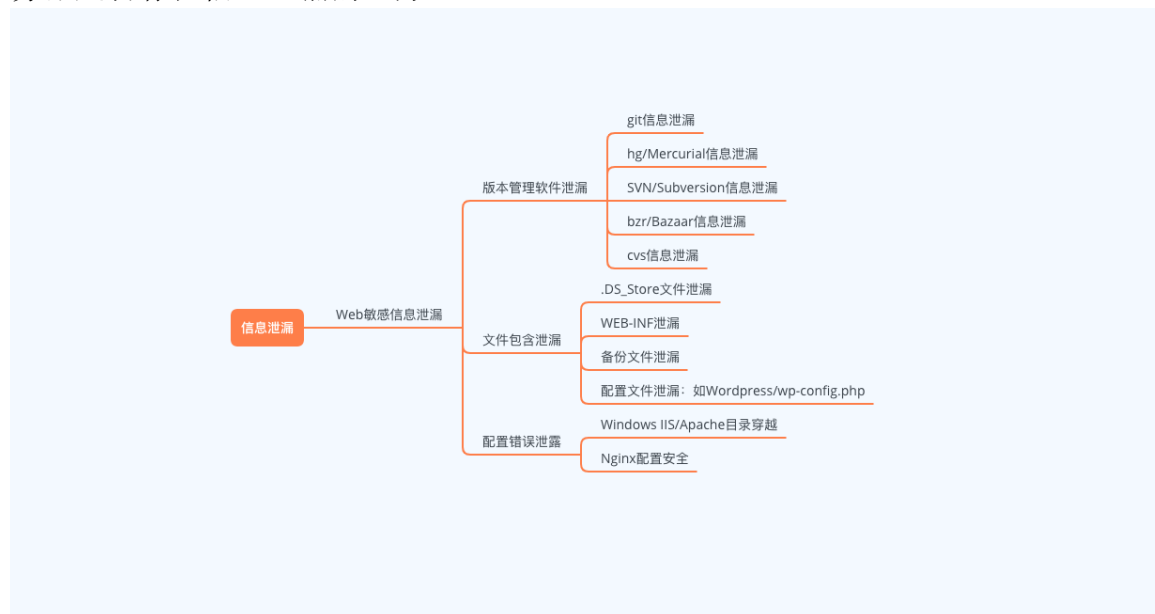 信息泄漏
Web敏感信息泄漏
版本管理软件泄漏
git信息泄漏
hg/Mercurial信息泄漏
SVN/Subversion信息泄漏
bzr/Bazaar信息泄漏
cvs信息泄漏
文件包含泄漏
.DS_Store文件泄漏
WEB-INF泄漏
备份文件泄漏
配置文件泄漏：如Wordpress/wp-config.php
配置错误泄露
Windows IIS/Apache目录穿越
Nginx配置安全